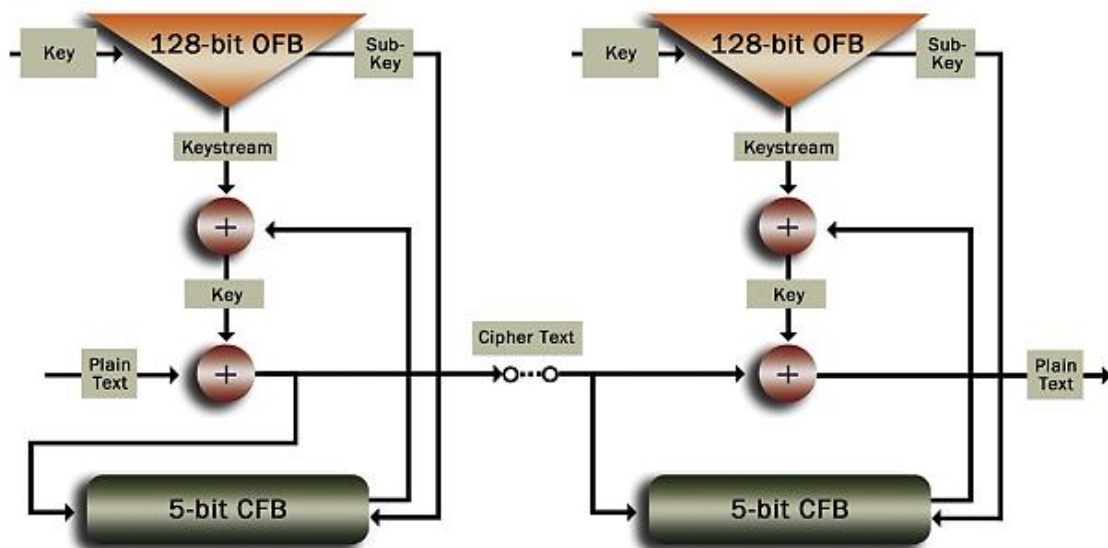 Key
128-bit OFB
Sub-
Key
Keystream
+
Key
Plain
Text
+
5-bit CFB
Cipher Text
Key
128-bit OFB
Sub-
Key
Keystream
+
Key
+
Plain
Text
5-bit CFB